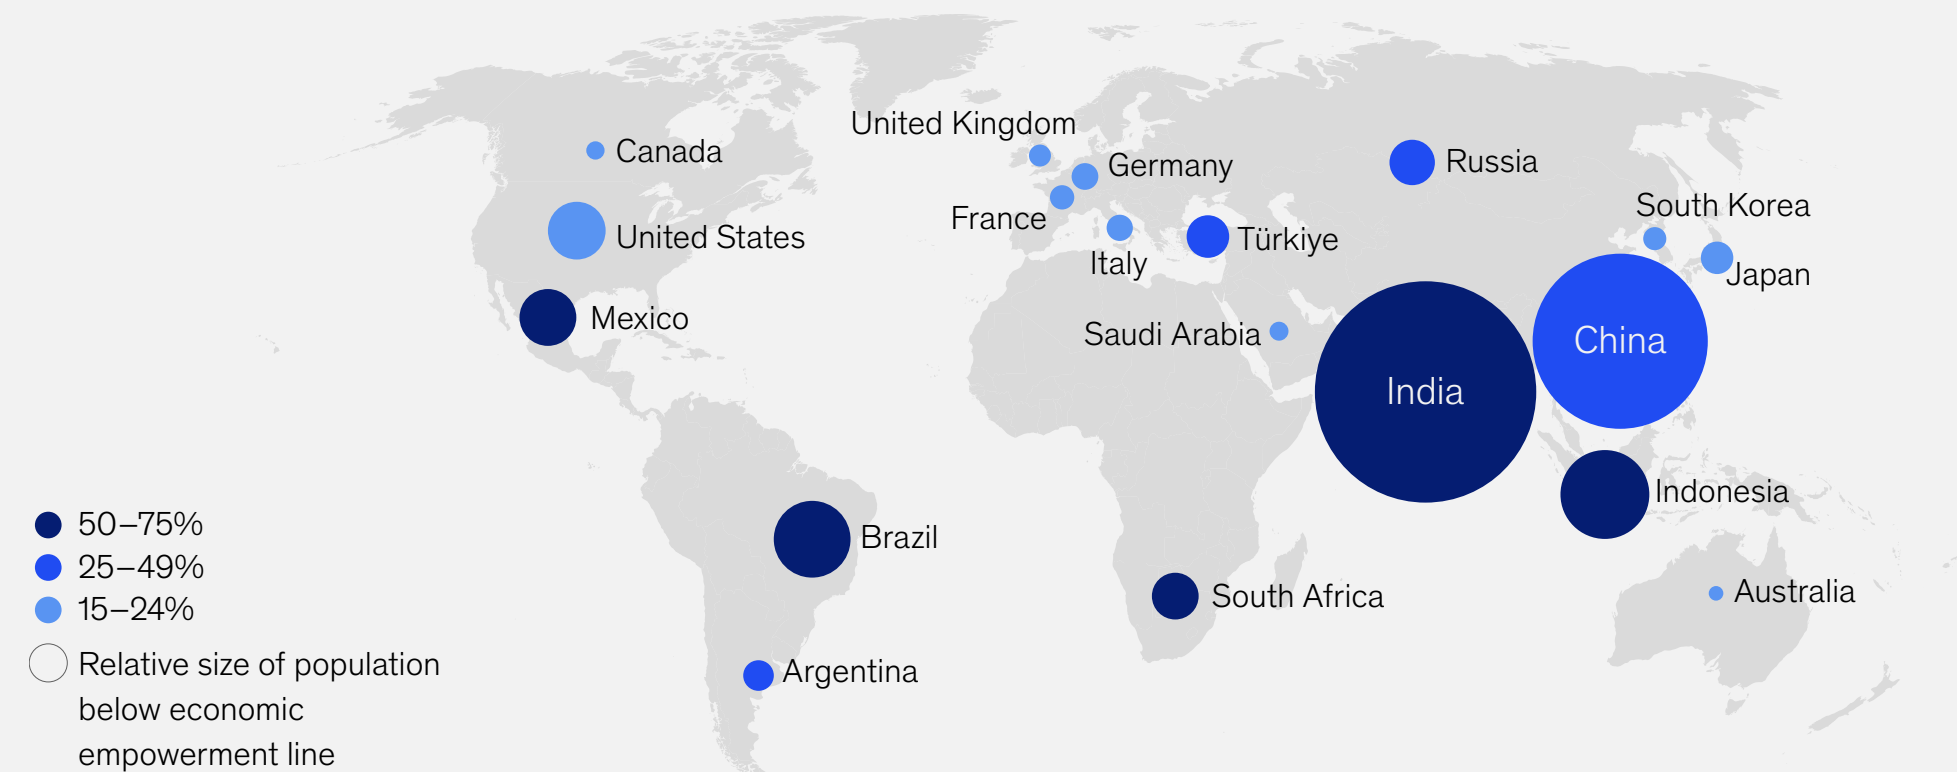 United Kingdom
Canada
Germany
Russia
South Korea
France
United States
Türkiye
Italy
Japan
Mexico
Saudi Arabia
China
India
Indonesia
50–75%
Brazil
25–49%
Australia
South Africa
15–24%
Relative size of population
Argentina
below economic
empowerment line